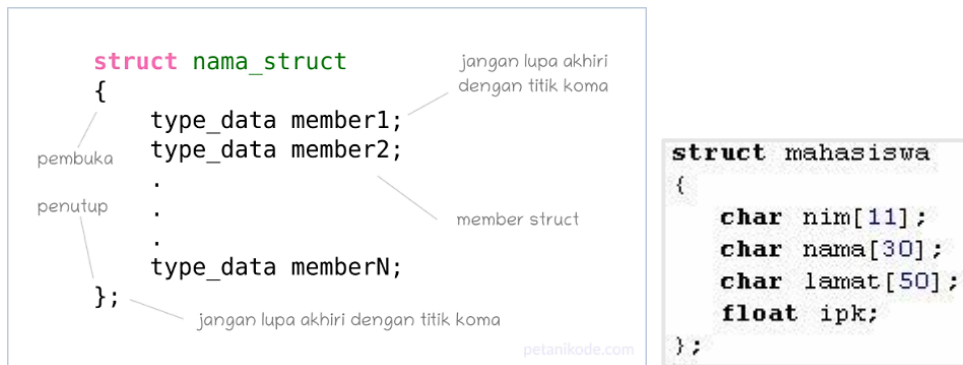 struct nama_struct
{
type_data member1;
type_data member2;
.
.
.
type_data memberN;
};
jangan lupa akhiri
dengan titik koma
pembuka
penutup
member struct
jangan lupa akhiri dengan titik koma
petanikode.com
struct mahasiswa
{
char nim[11];
char nama[30];
char lamat[50];
float ipk;
};